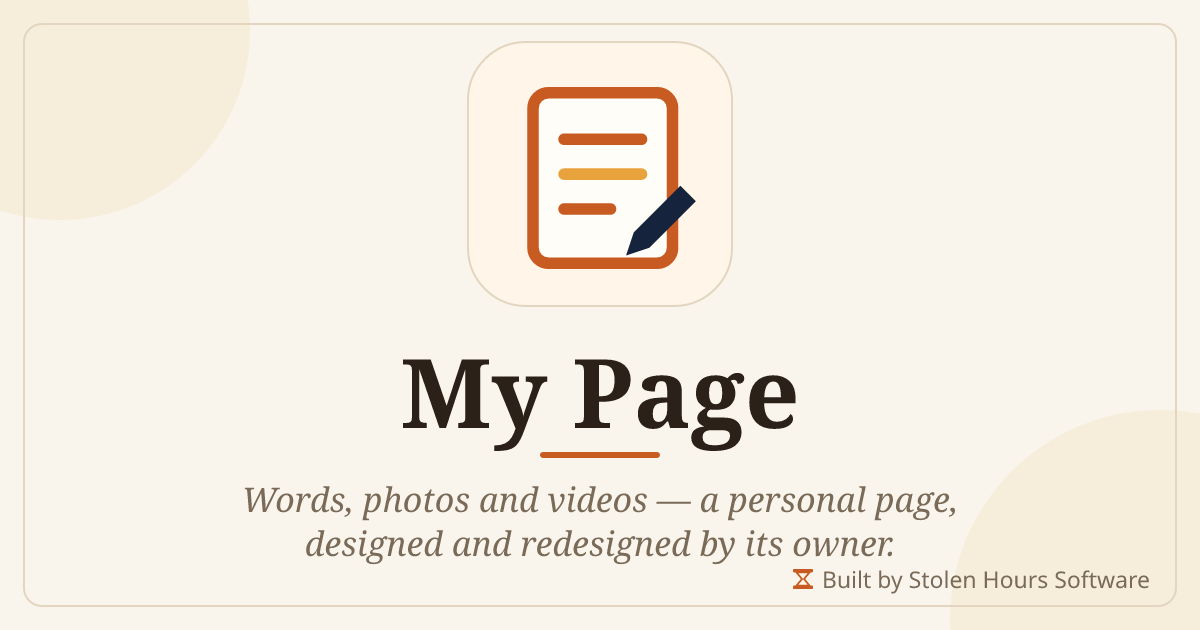 My Page
Words, photos and videos — a personal page,
designed and redesigned by its owner.
Built by Stolen Hours Software